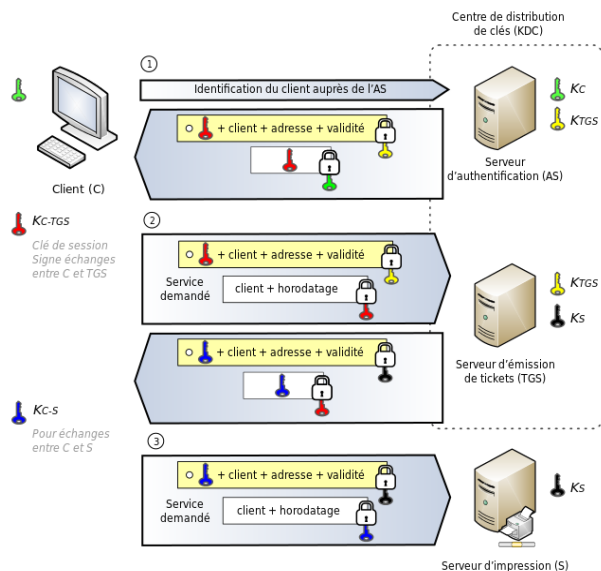 Centre de distribution
de clés (KDC)
1
Identification du client auprès de l'AS
+ client + adresse + validité
KC
KTGS
Serveur
d'authentification (AS)
Client (C)
KC-TGS
Clé de session
Signe échanges
entre C et TGS
2
+ client + adresse + validité
Service
demandé
client + horodatage
KTGS
KS
+ client + adresse + validité
Serveur d'émission
de tickets (TGS)
KC-S
Pour échanges
entre C et S
3
+ client + adresse + validité
Service
demandé
client + horodatage
KS
Serveur d'impression (S)